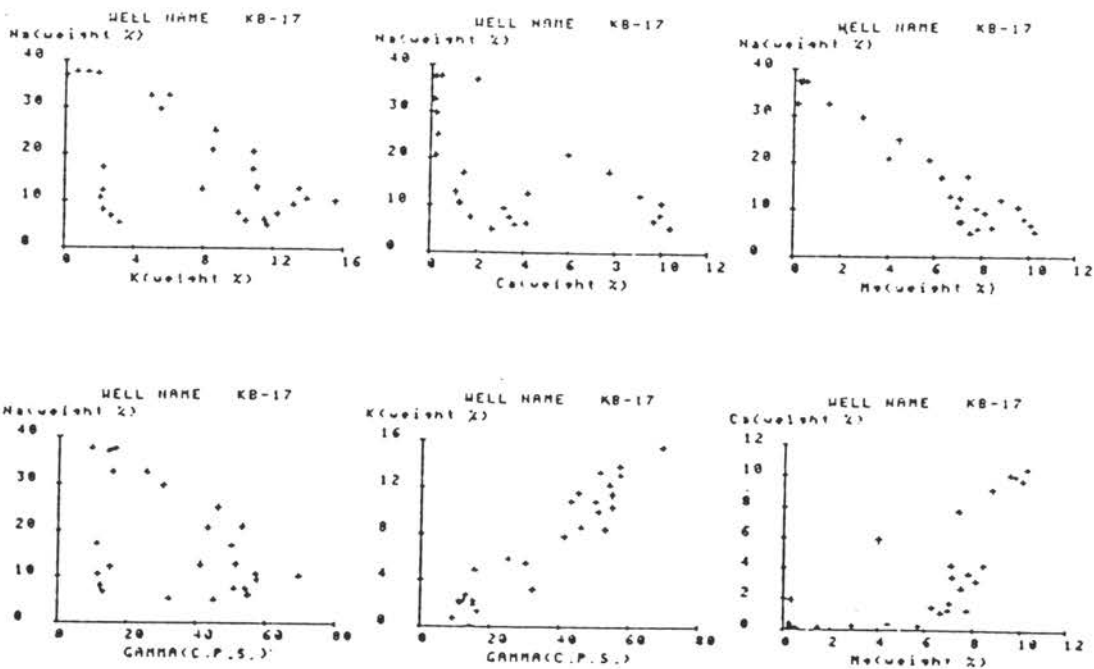 WELL NAME KB-17
Na(weight %)
40
30
20
10
0
0 4 8 12 16
K(weight %)
WELL NAME KB-17
Na(weight %)
40
30
20
10
0
0 2 4 6 8 10 12
Ca(weight %)
WELL NAME KB-17
Na(weight %)
40
30
20
10
0
0 2 4 6 8 10 12
Mg(weight %)
WELL NAME KB-17
Na(weight %)
40
30
20
10
0
0 20 40 60 80
GAMMA(C.P.S.)
WELL NAME KB-17
K(weight %)
16
12
8
4
0
0 20 40 60 80
GAMMA(C.P.S.)
WELL NAME KB-17
Ca(weight %)
12
10
8
6
4
2
0
0 2 4 6 8 10 12
Mg(weight %)